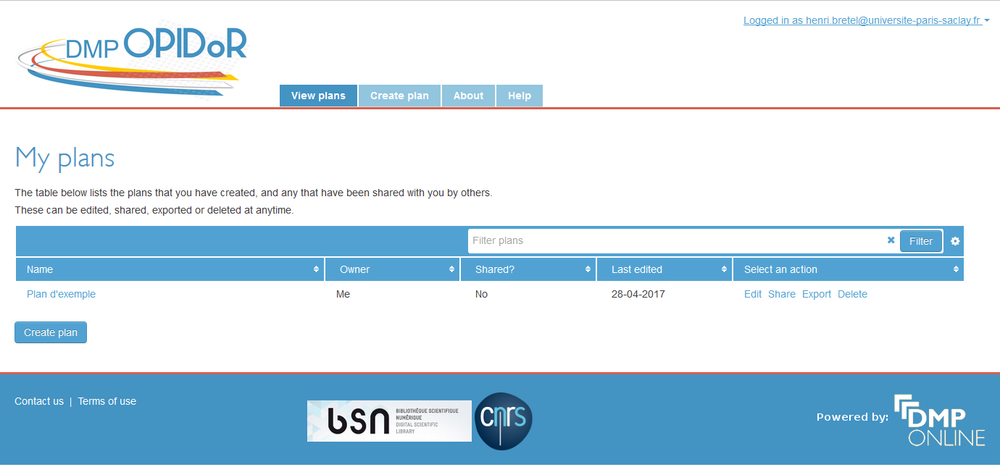 Logged in as henri.bretel@universite-paris-saclay.fr
DMP OPIDoR
View plans
Create plan
About
Help
My plans
The table below lists the plans that you have created, and any that have been shared with you by others.
These can be edited, shared, exported or deleted at anytime.
Filter plans
Filter
Name
Owner
Shared?
Last edited
Select an action
Plan d'exemple
Me
No
28-04-2017
Edit Share Export Delete
Create plan
Contact us | Terms of use
bsn
BIBLIOTHÈQUE SCIENTIFIQUE
NUMÉRIQUE
DIGITAL SCIENTIFIC
LIBRARY
cnrs
Powered by:
DMP
ONLINE